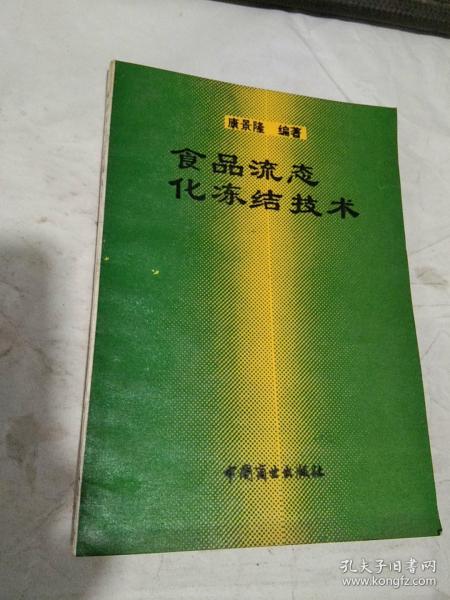 康景隆 编著
食品流态
化冻结技术
中国商业出版社
孔夫子旧书网
www.kongfz.com